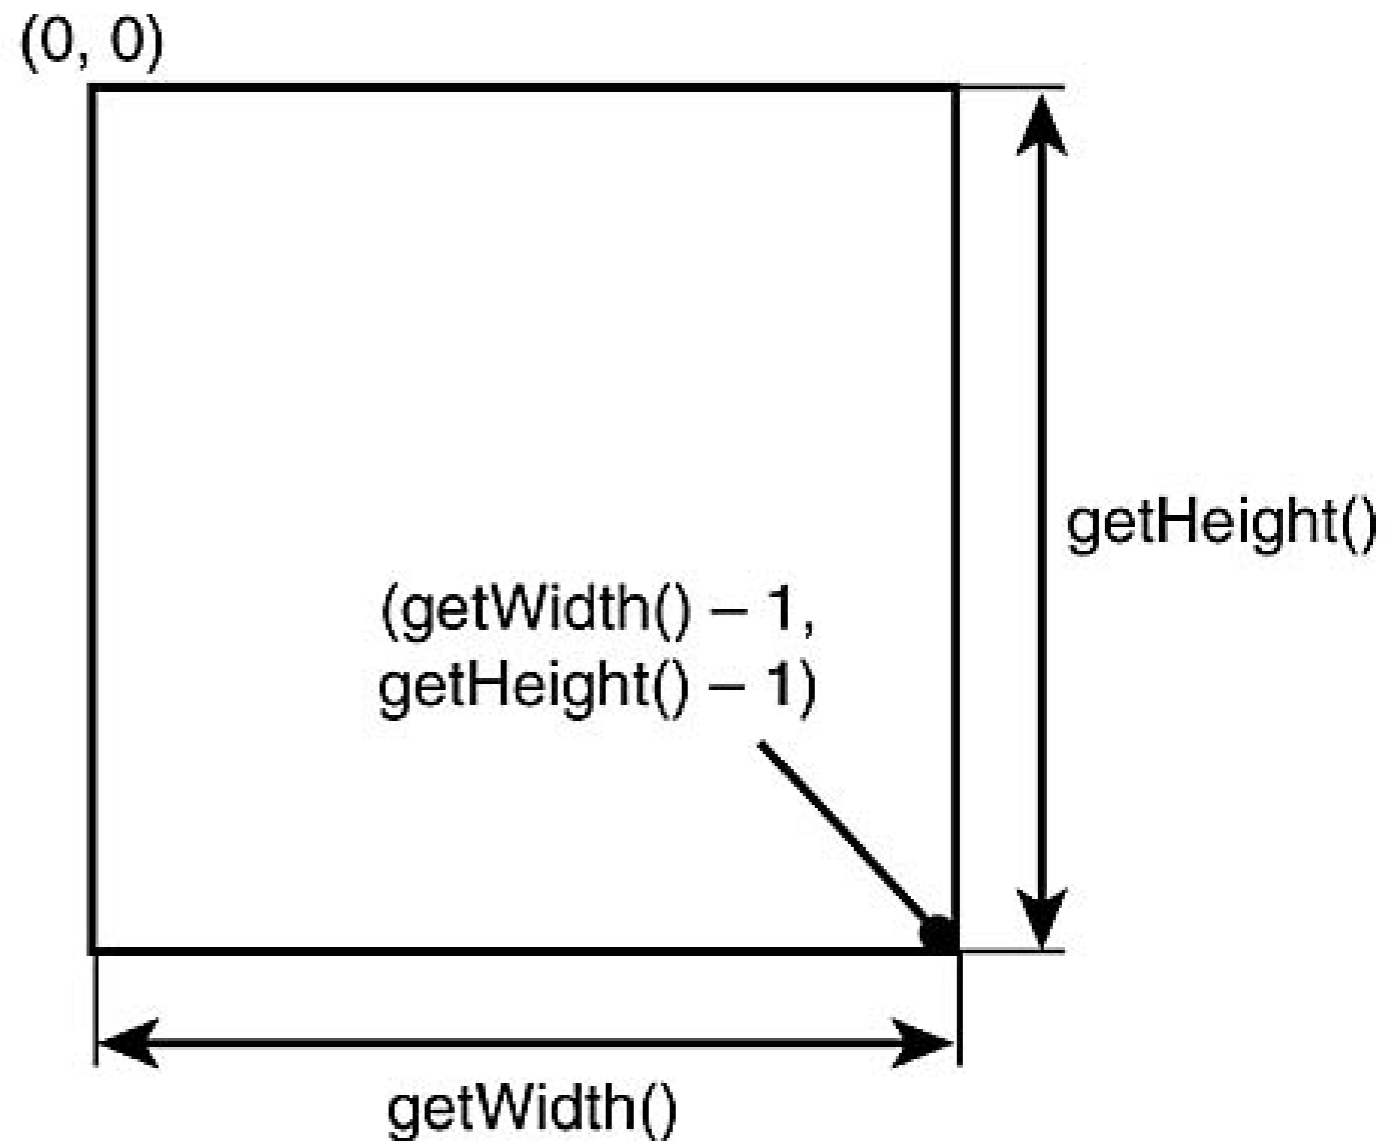 (0, 0)
getHeight()
(getWidth() – 1,
getHeight() – 1)
getWidth()